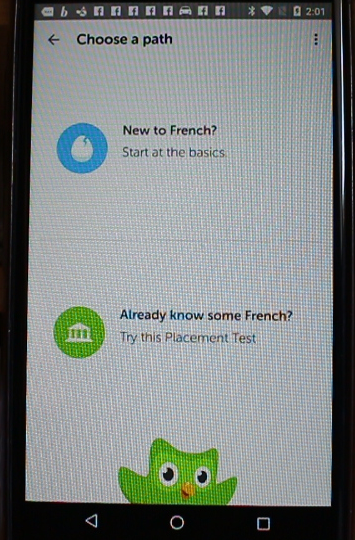 2:01
Choose a path
New to French?
Start at the basics.
Already know some French?
Try this Placement Test